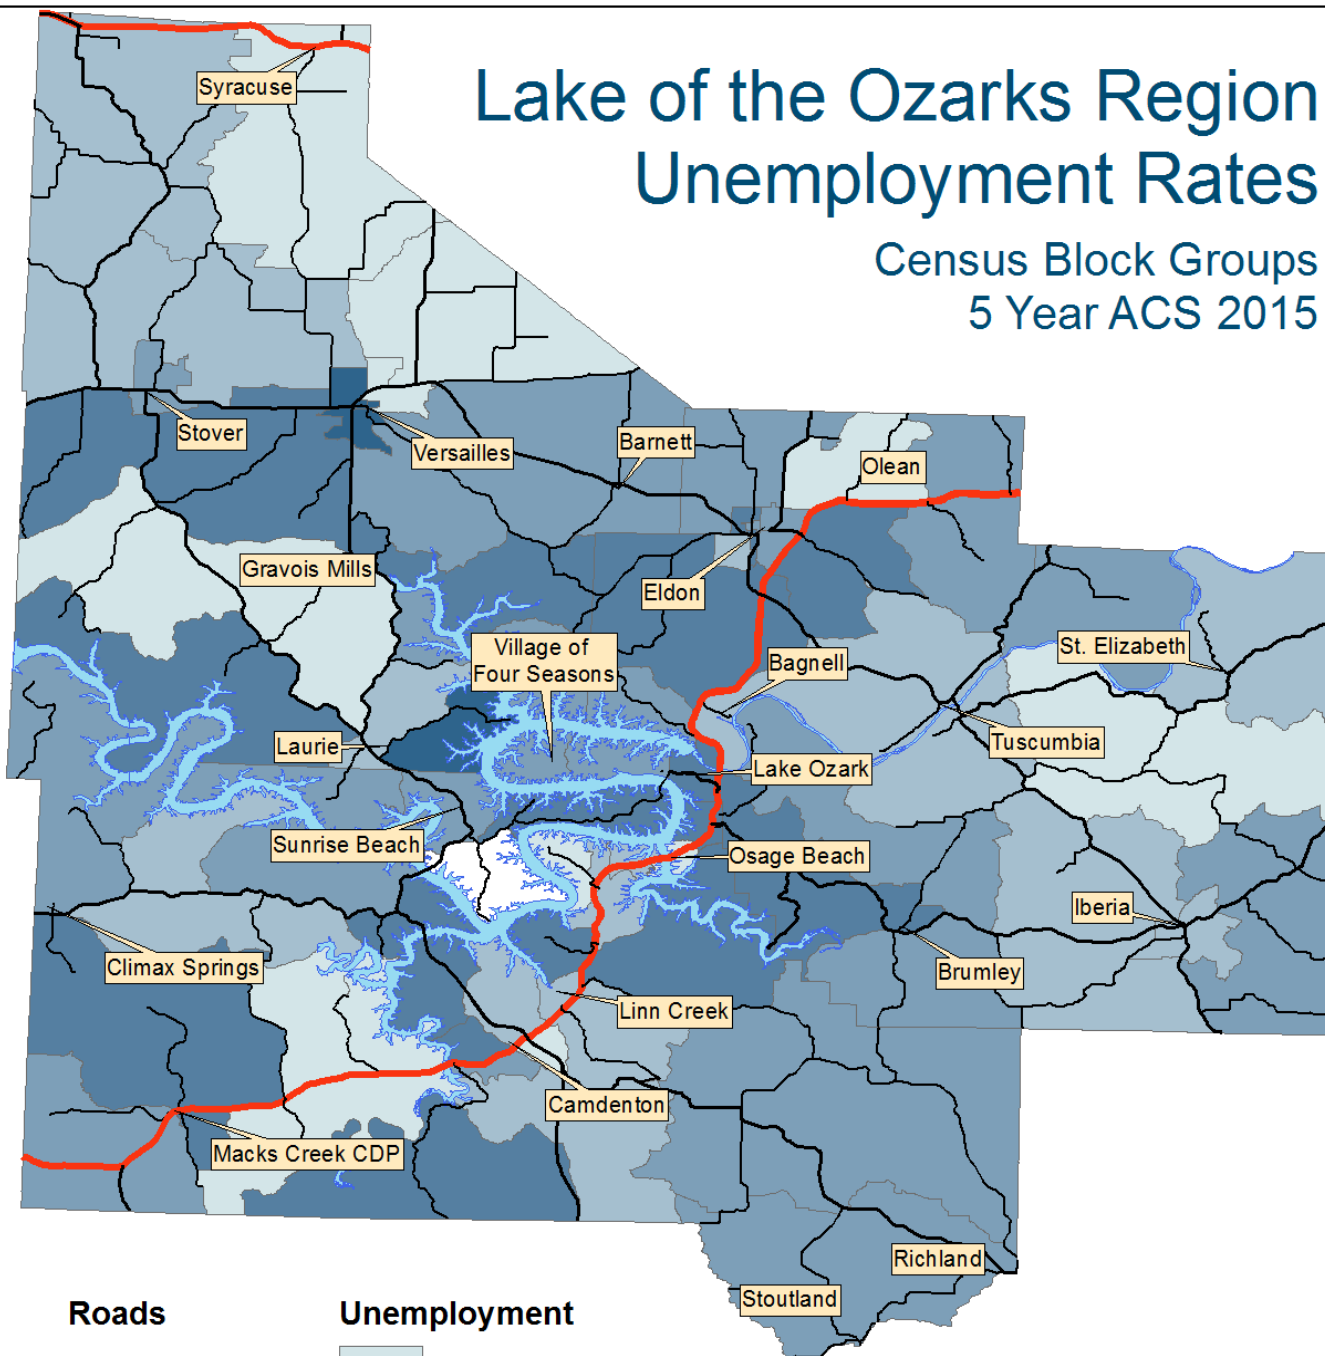 Lake of the Ozarks Region
Unemployment Rates
Census Block Groups
5 Year ACS 2015
Syracuse
Stover
Versailles
Barnett
Olean
Gravois Mills
Eldon
Village of
Four Seasons
Bagnell
St. Elizabeth
Laurie
Tuscumbia
Lake Ozark
Sunrise Beach
Osage Beach
Iberia
Climax Springs
Brumley
Linn Creek
Camdenton
Macks Creek CDP
Richland
Stoutland
Roads
Unemployment